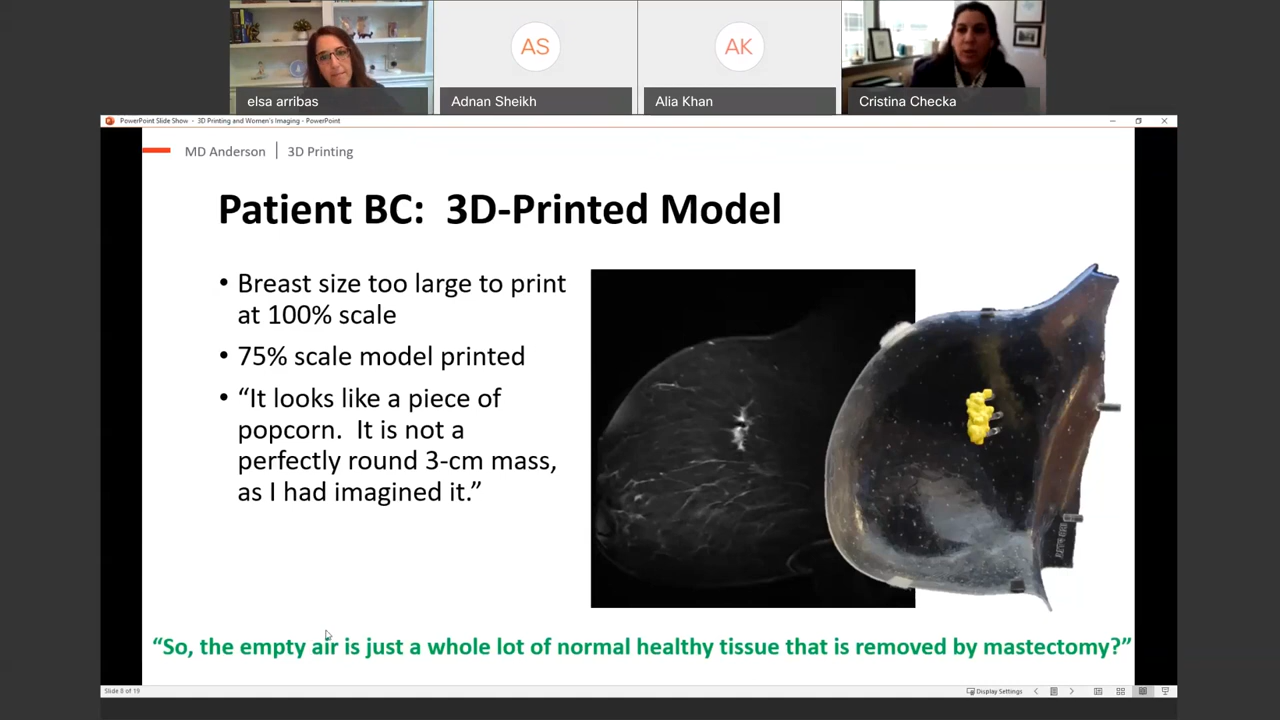 AS
AK
elsa arribas
Adnan Sheikh
Alia Khan
Cristina Checka
PowerPoint Slide Show - 3D Printing and Women's Imaging - PowerPoint
MD Anderson | 3D Printing
Patient BC: 3D-Printed Model
• Breast size too large to print
at 100% scale
• 75% scale model printed
• “It looks like a piece of
popcorn. It is not a
perfectly round 3-cm mass,
as I had imagined it.”
“So, the empty air is just a whole lot of normal healthy tissue that is removed by mastectomy?”
Slide 8 of 19
Display Settings